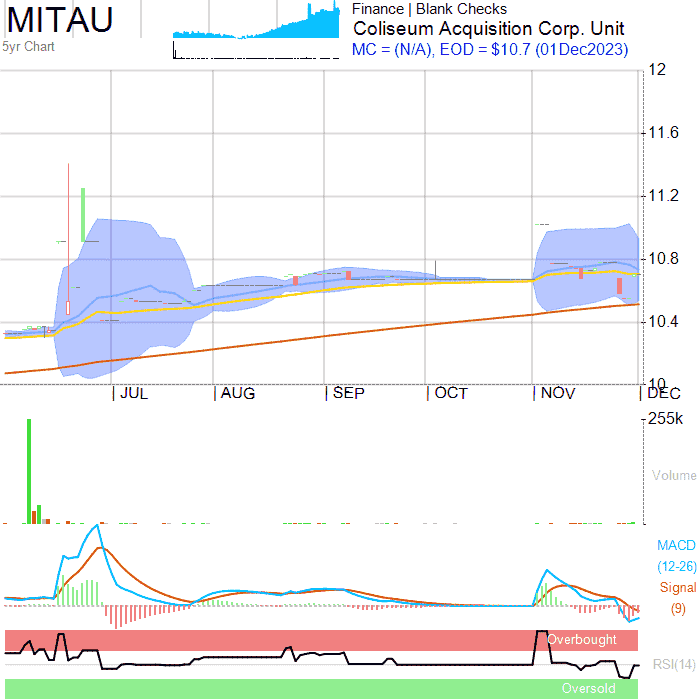 MITAU
5yr Chart
Finance | Blank Checks
Coliseum Acquisition Corp. Unit
MC = (N/A), EOD = $10.7 (01Dec2023)
12
11.6
11.2
10.8
10.4
10
| JUL | AUG | SEP | OCT | NOV | DEC
255k
Volume
MACD
(12-26)
Signal
(9)
Overbought
RSI(14)
Oversold